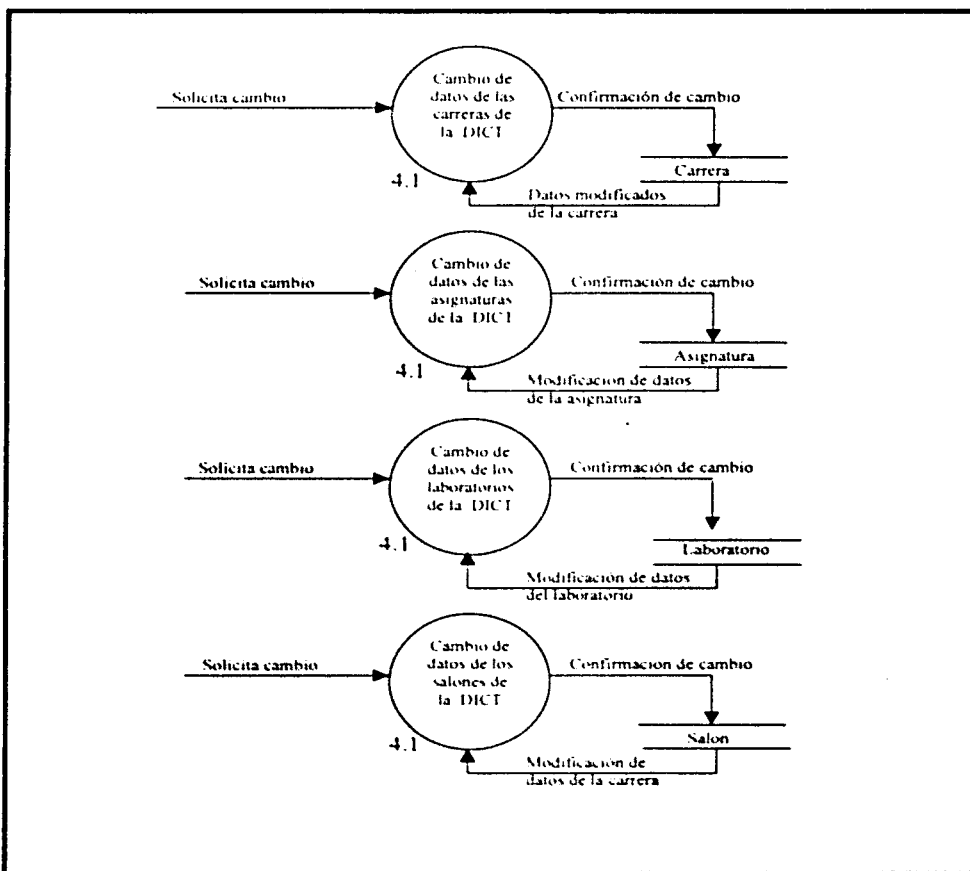 Cambio de
datos de las
carreras de
la DICT
Solicita cambio
Confirmación de cambio
4.1
Carrera
Datos modificados
de la carrera
Cambio de
datos de las
asignaturas
de la DICT
Solicita cambio
Confirmación de cambio
4.1
Asignatura
Modificacion de datos
de la asignatura
Cambio de
datos de los
laboratorios
de la DICT
Solicita cambio
Confirmación de cambio
4.1
Laboratorio
Modificación de datos
del laboratorio
Cambio de
datos de los
salones de
la DICT
Solicita cambio
Confirmacion de cambio
4.1
Salon
Modificación de
datos de la carrera